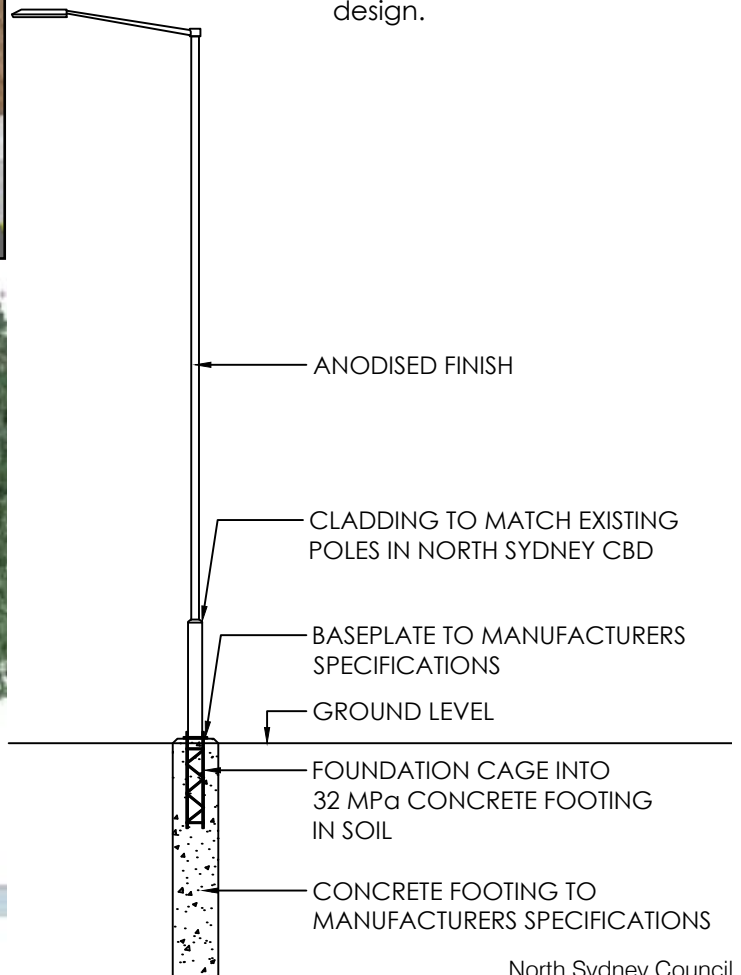 design.
ANODISED FINISH
CLADDING TO MATCH EXISTING
POLES IN NORTH SYDNEY CBD
BASEPLATE TO MANUFACTURERS
SPECIFICATIONS
GROUND LEVEL
FOUNDATION CAGE INTO
32 MPa CONCRETE FOOTING
IN SOIL
CONCRETE FOOTING TO
MANUFACTURERS SPECIFICATIONS
North Sydney Council